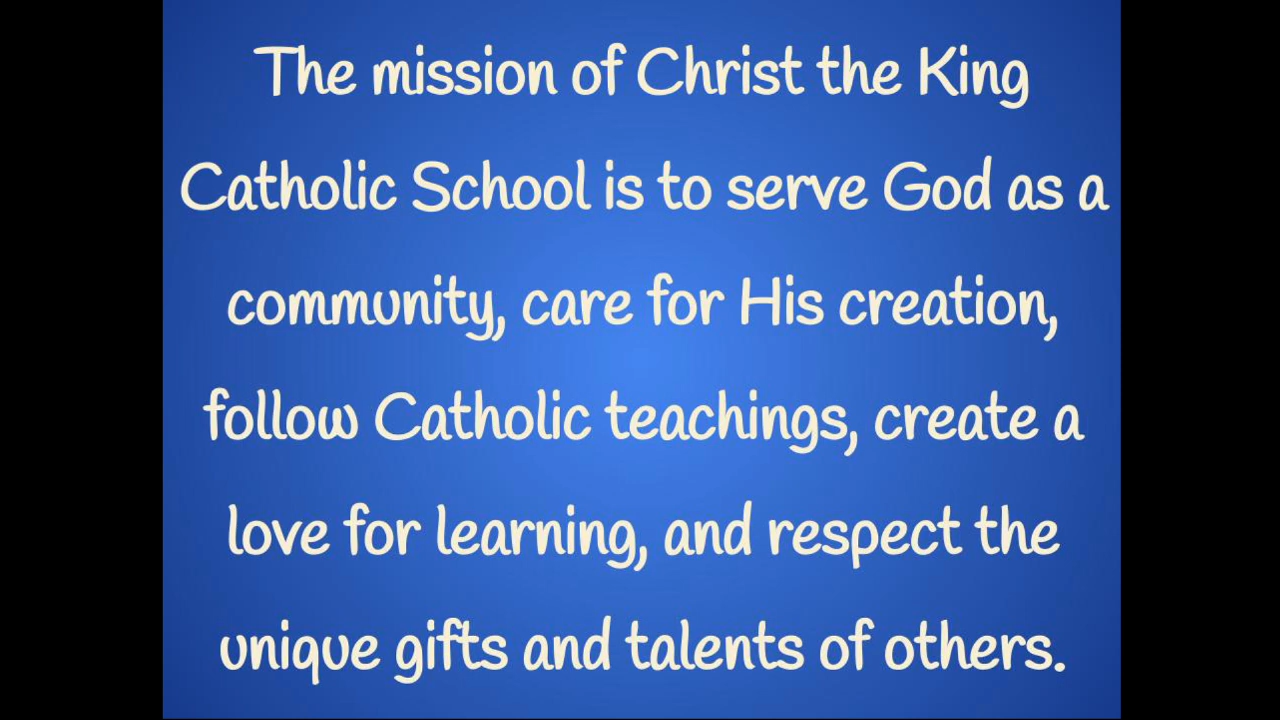 The mission of Christ the King
Catholic School is to serve God as a
community, care for His creation,
follow Catholic teachings, create a
love for learning, and respect the
unique gifts and talents of others.